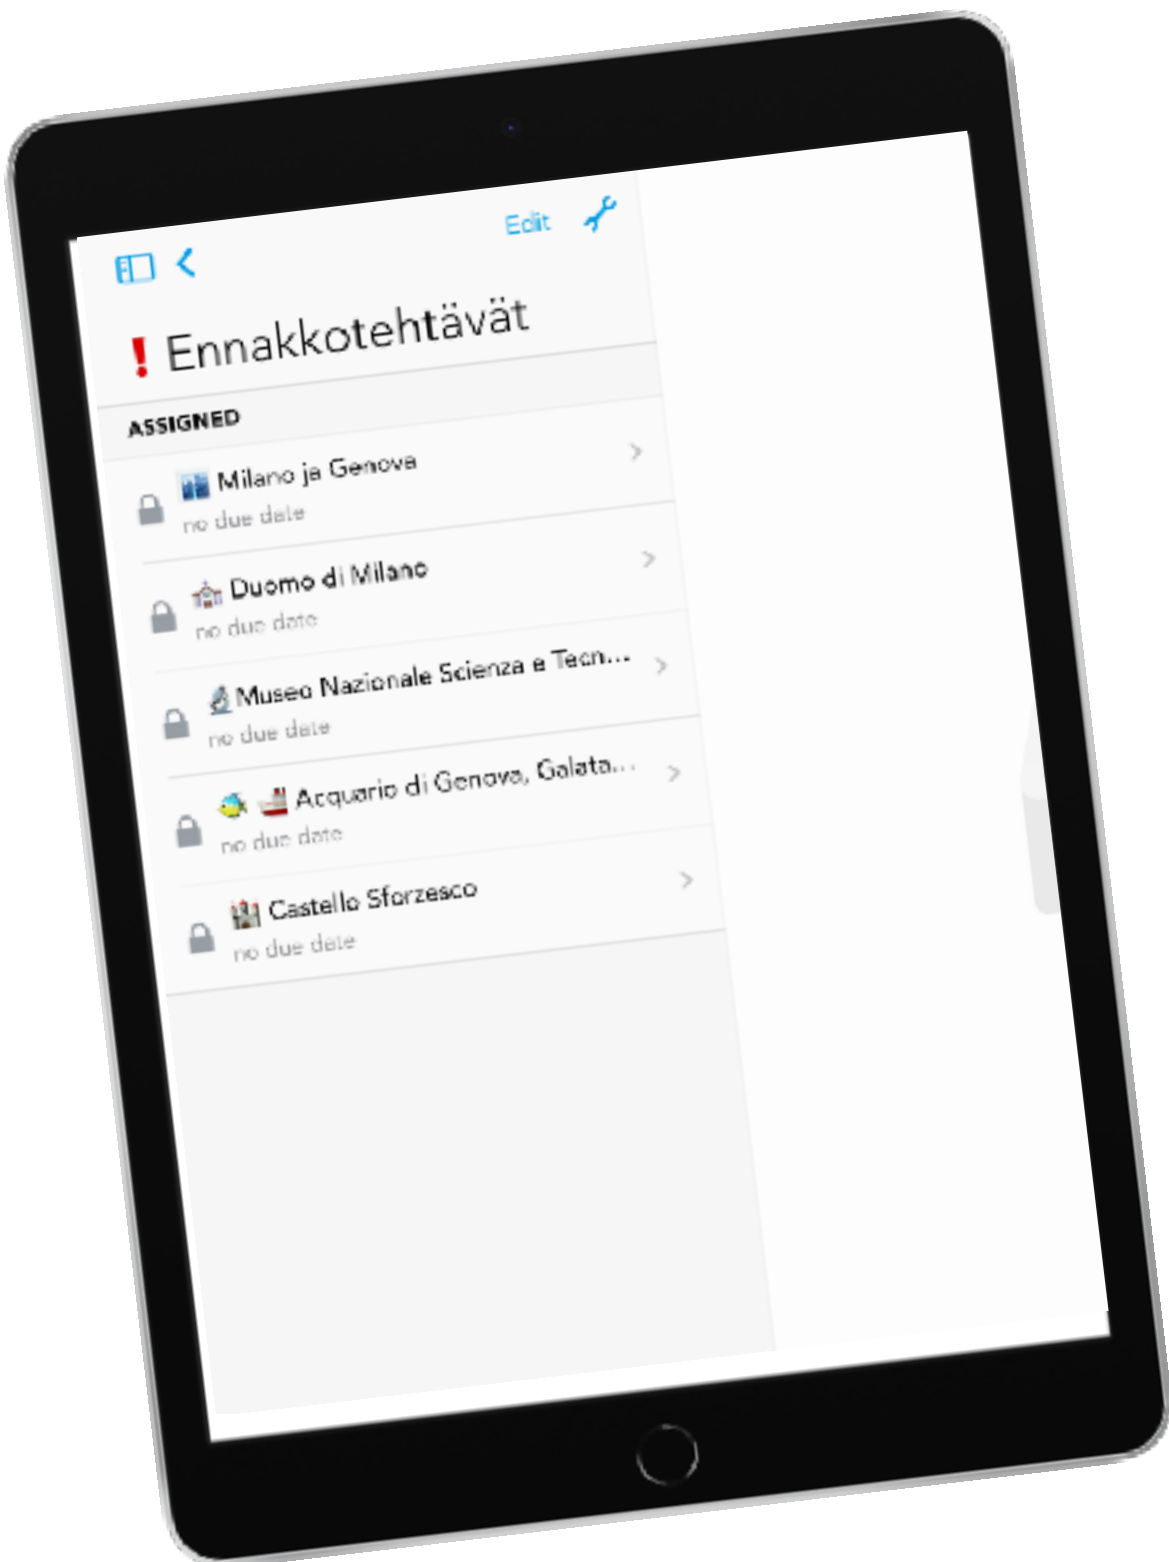 Edit
❗ Ennakkotehtävät
ASSIGNED
🌃 Milano ja Genova
no due date
⛪ Duomo di Milano
no due date
🔬Museo Nazionale Scienza e Tecn...
no due date
🐠 🚢 Acquario di Genova, Galata...
no due date
🏰 Castello Sforzesco
no due date